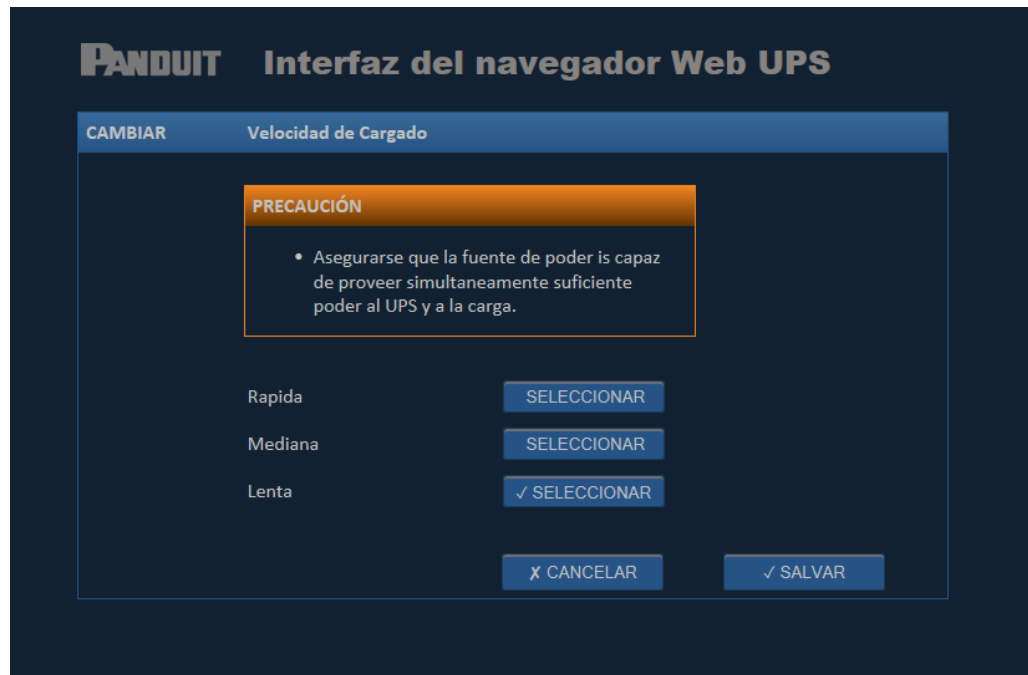 PANDUIT Interfaz del navegador Web UPS
CAMBIAR Velocidad de Cargado
PRECAUCIÓN
• Asegurarse que la fuente de poder is capaz
de proveer simultaneamente suficiente
poder al UPS y a la carga.
Rapida SELECCIONAR
Mediana SELECCIONAR
Lenta ✓ SELECCIONAR
✗ CANCELAR ✓ SALVAR